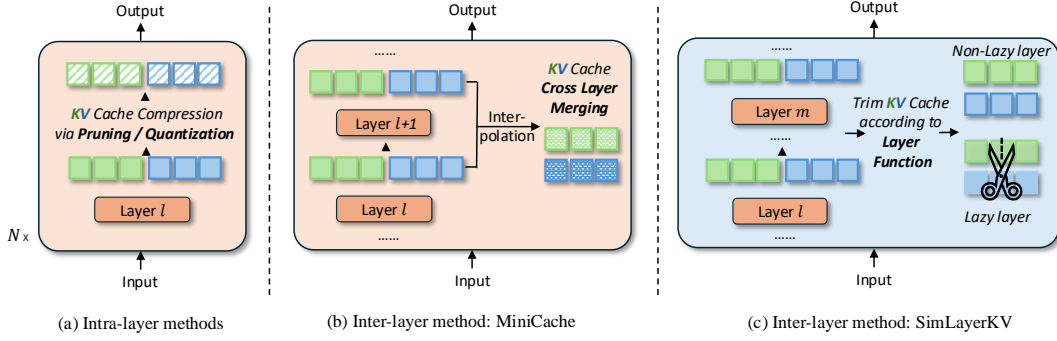 Output
KV Cache Compression
via Pruning / Quantization
Layer l
N x
Input
(a) Intra-layer methods
Output
......
Layer l+1
Layer l
......
Inter-
polation
KV Cache
Cross Layer
Merging
Input
(b) Inter-layer method: MiniCache
Output
......
Layer m
......
Layer l
......
Trim KV Cache
according to
Layer
Function
Non-Lazy layer
Lazy layer
Input
(c) Inter-layer method: SimLayerKV